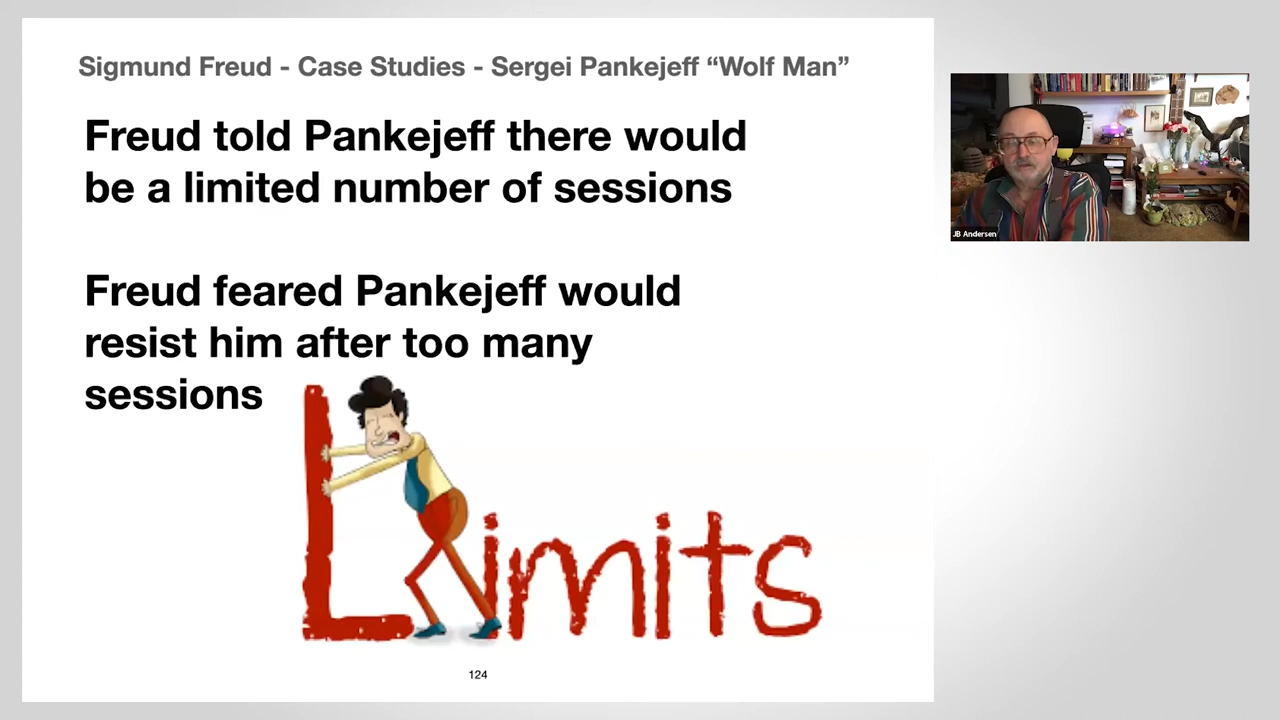 Sigmund Freud - Case Studies - Sergei Pankejeff “Wolf Man”
Freud told Pankejeff there would
be a limited number of sessions
Freud feared Pankejeff would
resist him after too many
sessions
Limits
124
JB Andersen